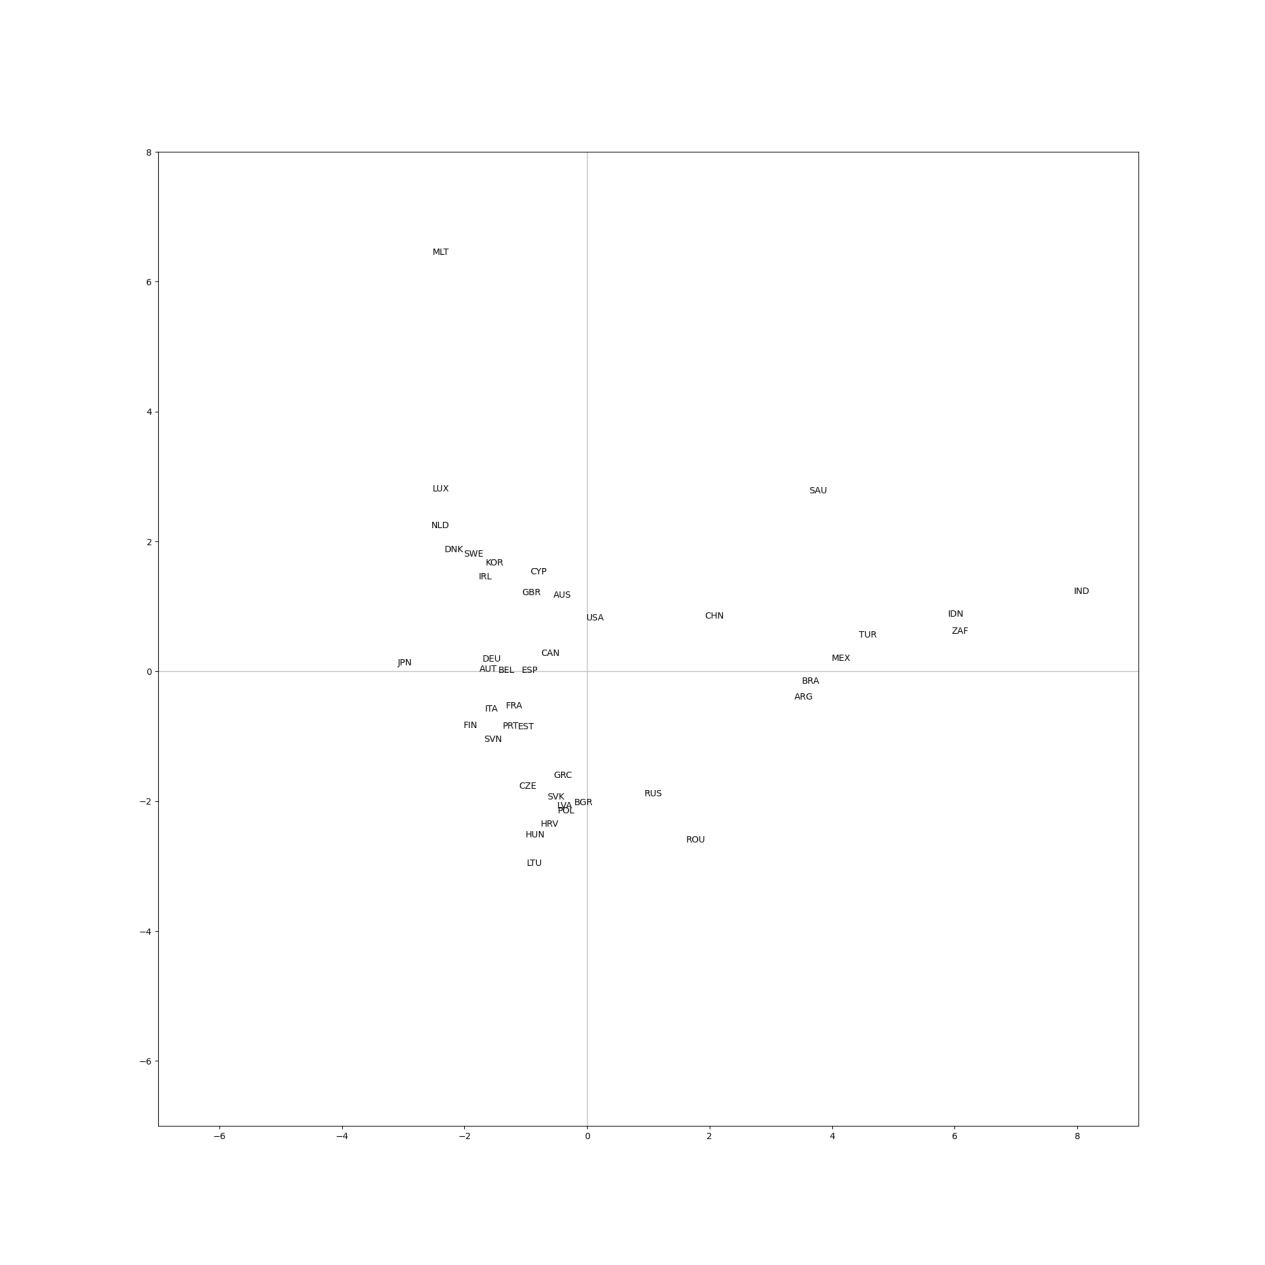 8
MLT
6
4
LUX
SAU
NLD
2
DNK
SWE
KOR
CYP
IRL
IND
GBR
AUS
IDN
CHN
USA
ZAF
TUR
CAN
MEX
DEU
JPN
AUT
BEL
ESP
0
BRA
ARG
FRA
ITA
FIN
PRT
EST
SVN
GRC
CZE
RUS
SVK
−2
BGR
LVA
POL
HRV
HUN
ROU
LTU
−4
−6
−6 −4 −2 0 2 4 6 8